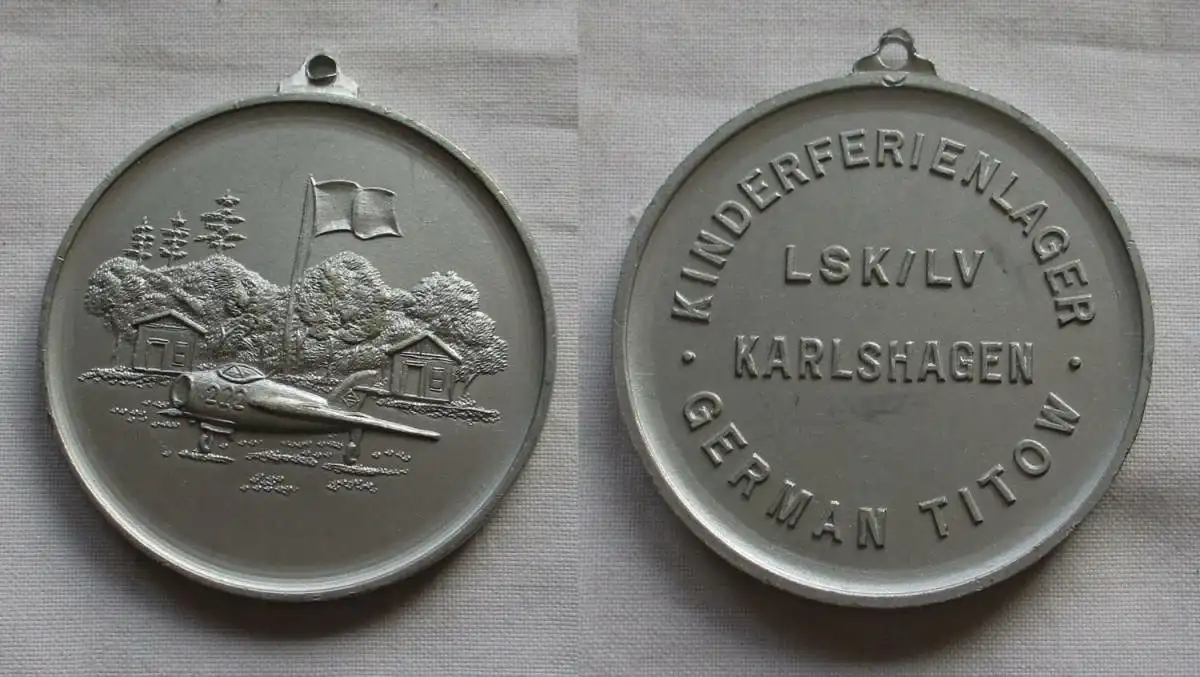 222
KINDERFERIENLAGER
LSK/LV
KARLSHAGEN
· GERMAN TITOW ·